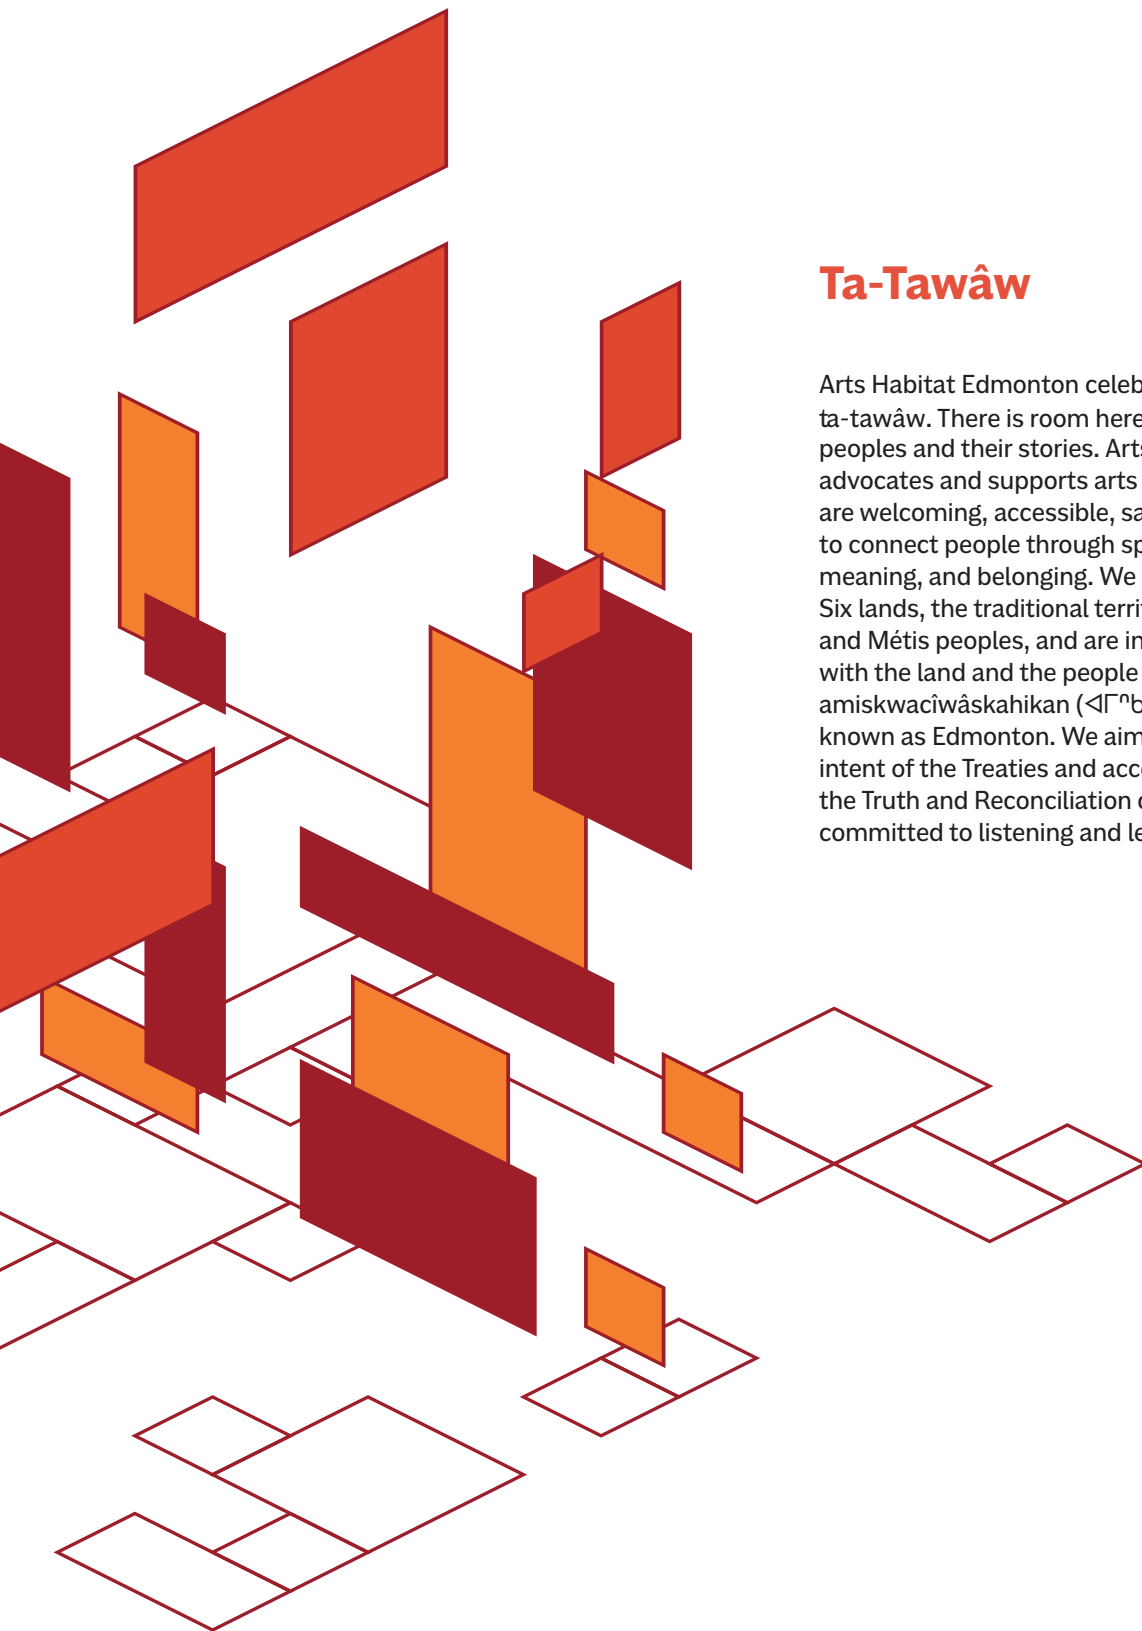 Ta-Tawâw
Arts Habitat Edmonton celeb
ta-tawâw. There is room here
peoples and their stories. Arts
advocates and supports arts
are welcoming, accessible, sa
to connect people through sp
meaning, and belonging. We
Six lands, the traditional terri
and Métis peoples, and are in
with the land and the people
amiskwacîwâskahikan (ᐊᒥᐢᑲ
known as Edmonton. We aim
intent of the Treaties and acc
the Truth and Reconciliation
committed to listening and le